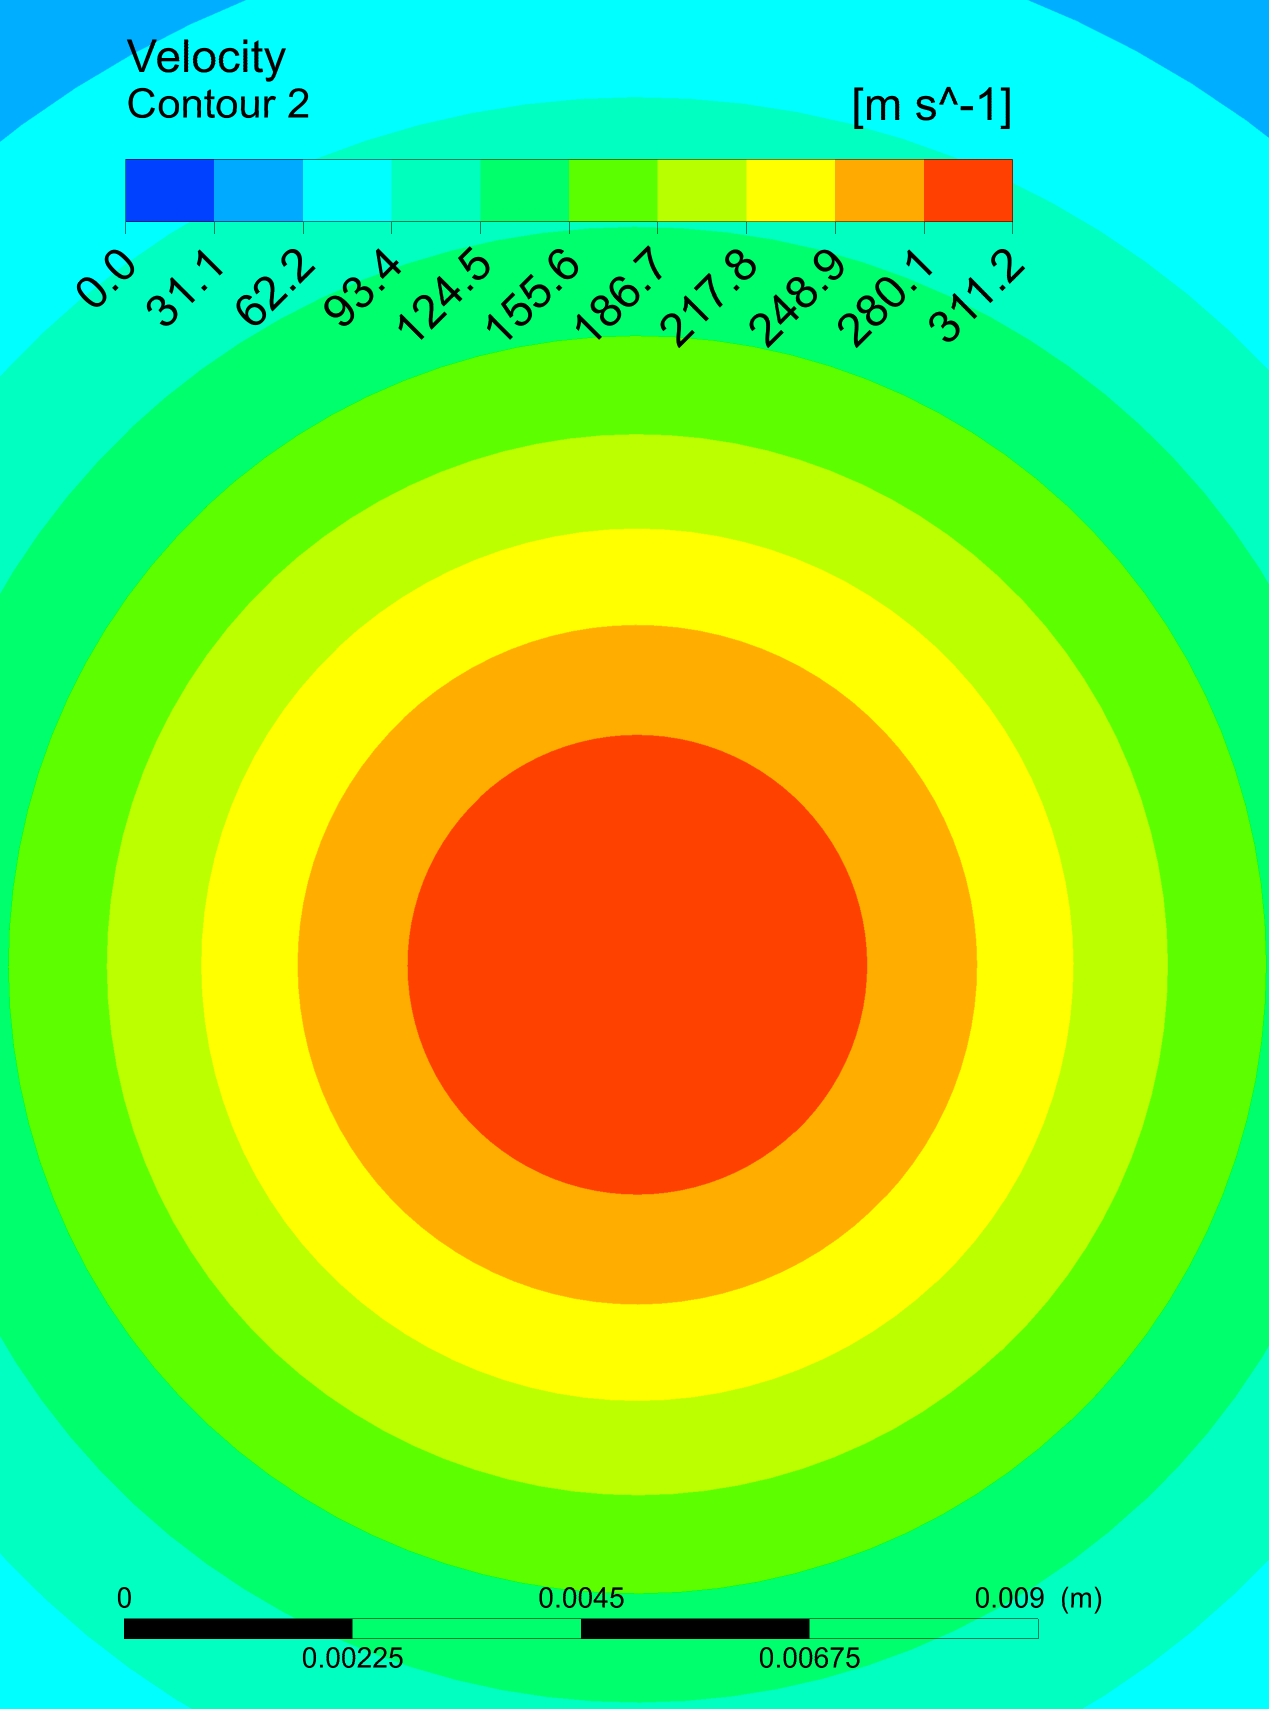 Velocity
Contour 2
[m s^-1]
0.0 31.1 62.2 93.4 124.5 155.6 186.7 217.8 248.9 280.1 311.2
0 0.0045 0.009 (m)
0.00225 0.00675